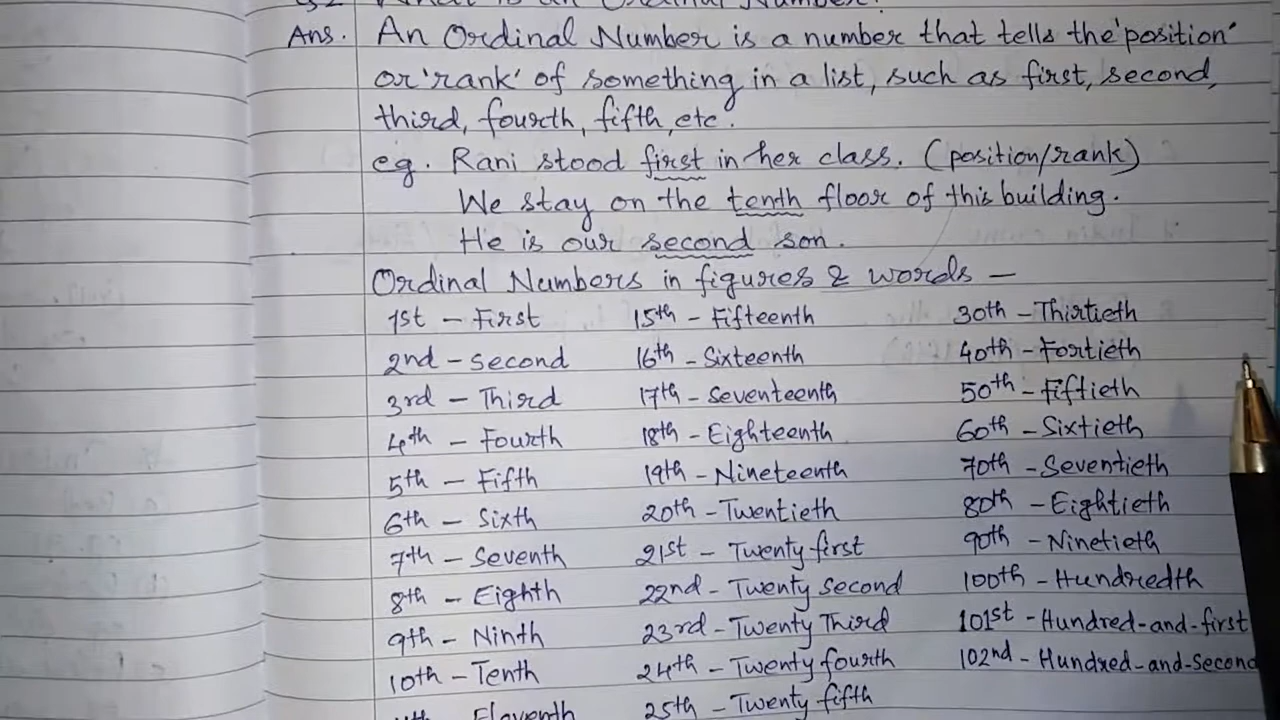 What is an Ordinal Number?
Ans. An Ordinal Number is a number that tells the 'position'
or 'rank' of something in a list, such as first, second,
third, fourth, fifth, etc.
eg. Rani stood first in her class. (position/rank)
We stay on the tenth floor of this building.
He is our second son.
Ordinal Numbers in figures & words —
1st - First 15th - Fifteenth 30th - Thirtieth
2nd - Second 16th - Sixteenth 40th - Fortieth
3rd - Third 17th - Seventeenth 50th - Fiftieth
4th - Fourth 18th - Eighteenth 60th - Sixtieth
5th - Fifth 19th - Nineteenth 70th - Seventieth
6th - Sixth 20th - Twentieth 80th - Eightieth
7th - Seventh 21st - Twenty first 90th - Ninetieth
8th - Eighth 22nd - Twenty second 100th - Hundredth
9th - Ninth 23rd - Twenty Third 101st - Hundred-and-first
10th - Tenth 24th - Twenty fourth 102nd - Hundred-and-Second
Eleventh 25th - Twenty fifth